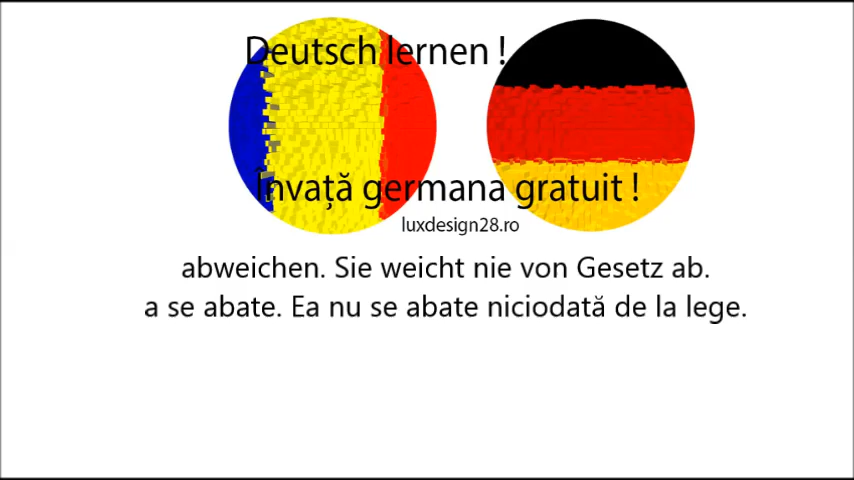 Deutsch lernen !
Învață germana gratuit !
luxdesign28.ro
abweichen. Sie weicht nie von Gesetz ab.
a se abate. Ea nu se abate niciodată de la lege.